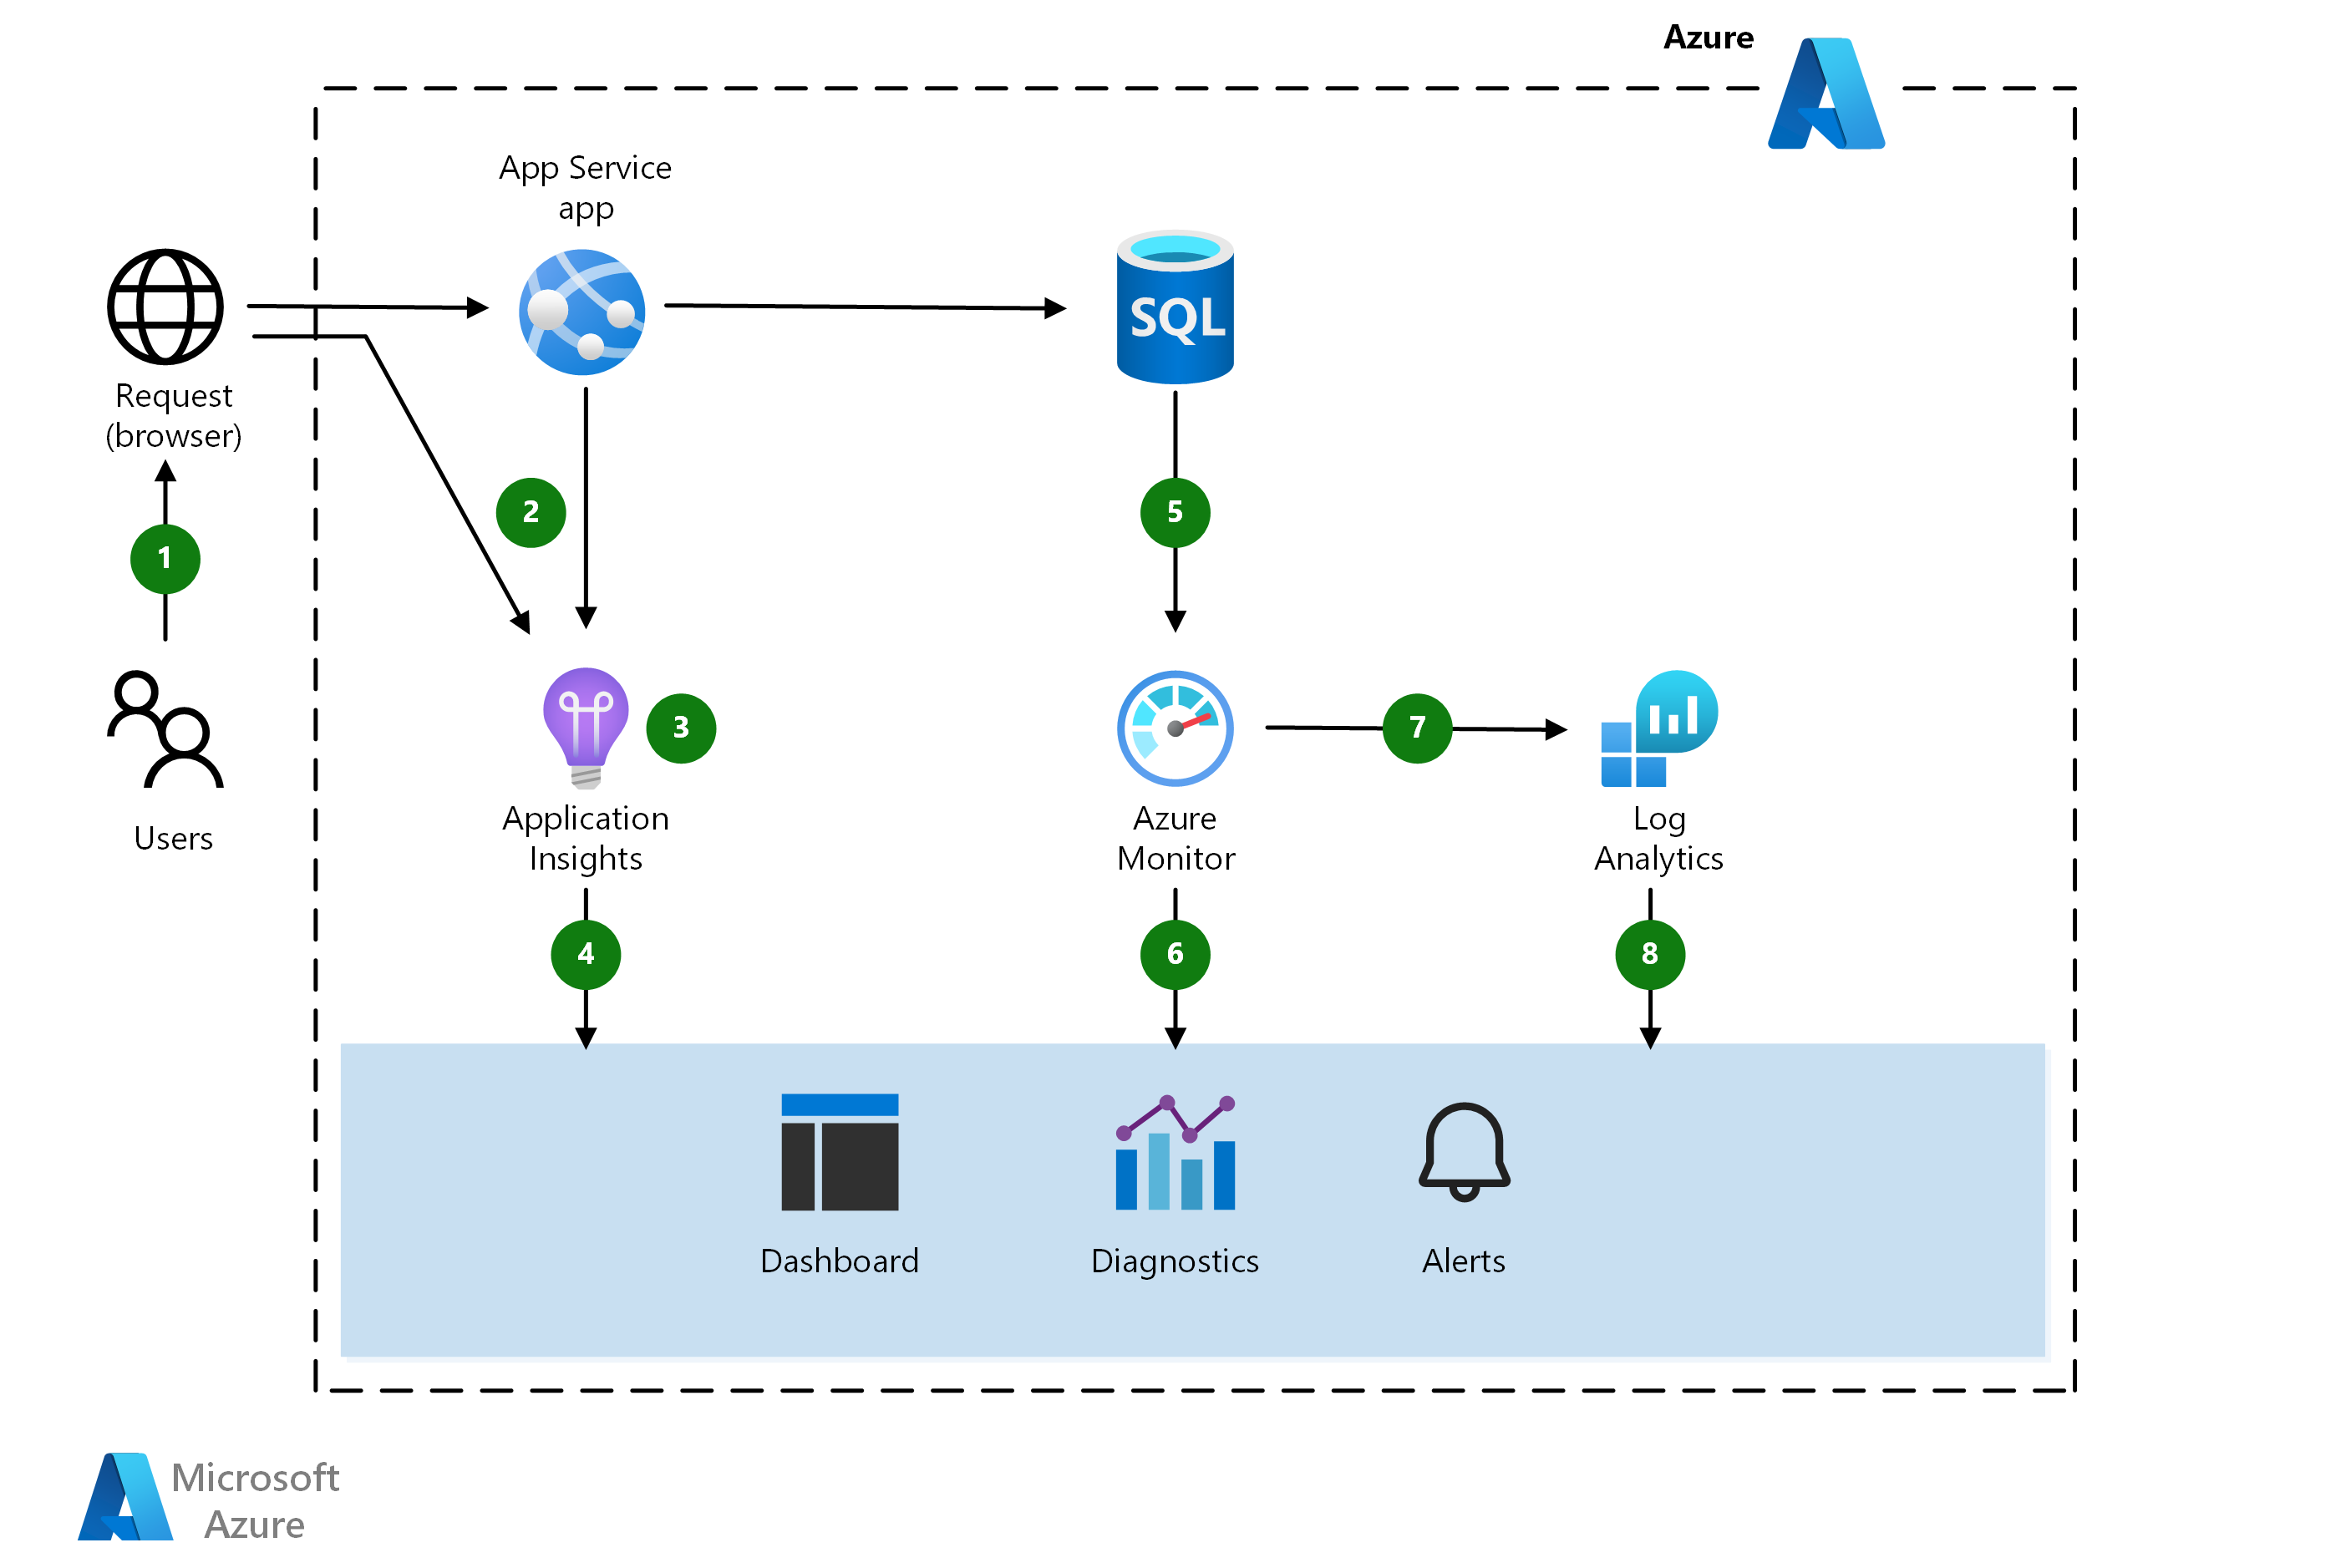 Azure
App Service
app
SQL
Request
(browser)
2
5
1
3
7
Users
Application
Insights
Azure
Monitor
Log
Analytics
4
6
8
Dashboard
Diagnostics
Alerts
Microsoft
Azure